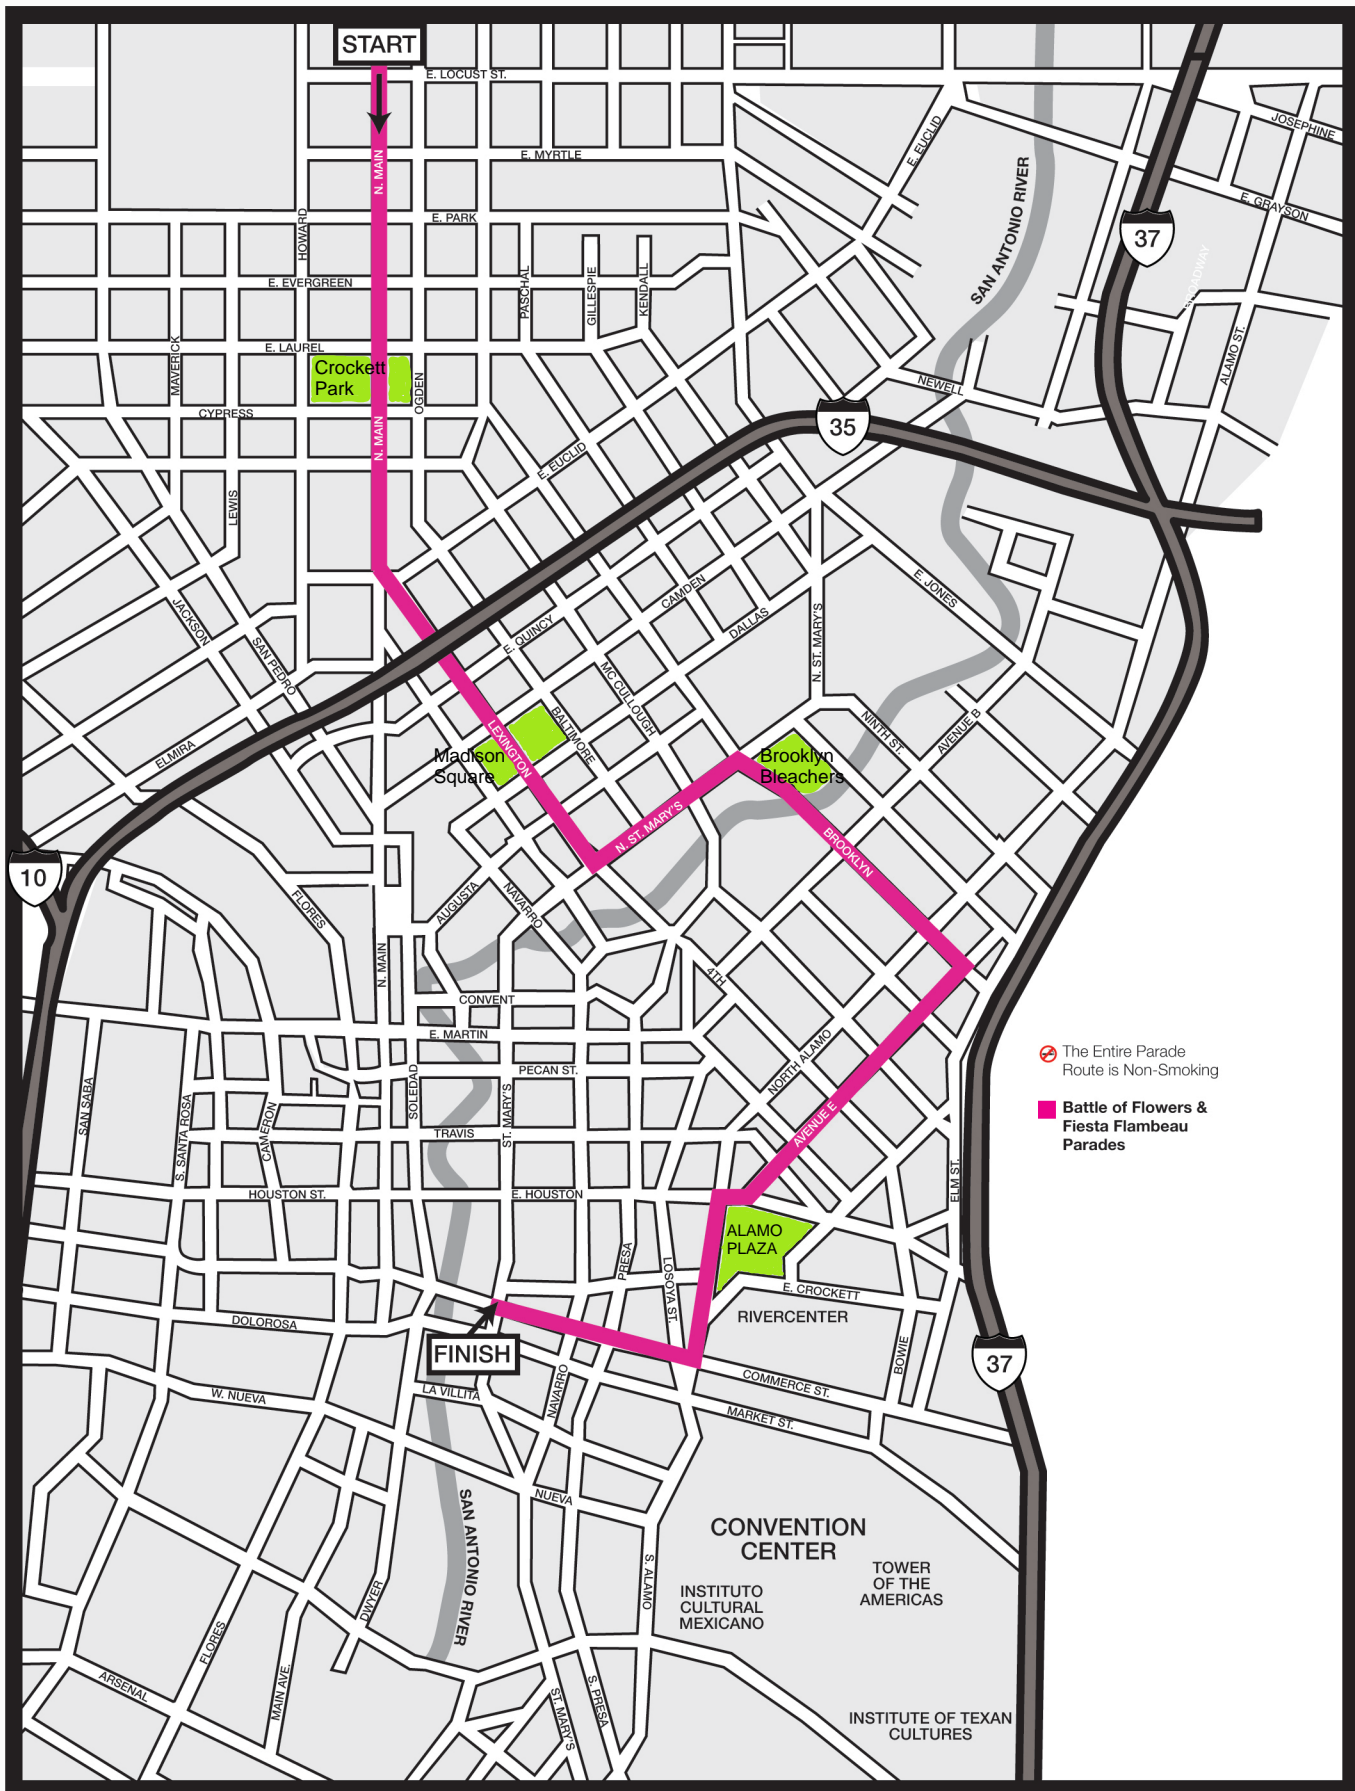 START
E. LOCUST ST.
JOSEPHINE
E. EUCLID
E. MYRTLE
N. MAIN
SAN ANTONIO RIVER
E. GRAYSON
HOWARD
E. PARK
37
BROADWAY
E. EVERGREEN
PASCHAL
GILLESPIE
KENDALL
E. LAUREL
MAVERICK
Crockett
Park
OGDEN
NEWELL
ALAMO ST.
CYPRESS
35
N. MAIN
E. EUCLID
LEWIS
E. JONES
CAMDEN
DALLAS
JACKSON
SAN PEDRO
E. QUINCY
N. ST. MARY'S
MC CULLOUGH
BALTIMORE
LEXINGTON
NINTH ST.
AVENUE B
ELMIRA
Madison
Square
Brooklyn
Bleachers
N. ST. MARY'S
BROOKLYN
10
FLORES
AUGUSTA
NAVARRO
N. MAIN
4TH
CONVENT
E. MARTIN
NORTH ALAMO
The Entire Parade
Route is Non-Smoking
PECAN ST.
SAN SABA
S. SANTA ROSA
CAMERON
SOLEDAD
ST. MARY'S
AVENUE E
Battle of Flowers &
Fiesta Flambeau
Parades
TRAVIS
HOUSTON ST.
E. HOUSTON
ELM ST.
ALAMO
PLAZA
PRESA
LOSOYA ST.
E. CROCKETT
RIVERCENTER
DOLOROSA
FINISH
BOWIE
37
W. NUEVA
LA VILLITA
NAVARRO
COMMERCE ST.
MARKET ST.
NUEVA
SAN ANTONIO RIVER
CONVENTION
CENTER
TOWER
OF THE
AMERICAS
S. ALAMO
INSTITUTO
CULTURAL
MEXICANO
DWYER
FLORES
ARSENAL
MAIN AVE.
ST. MARY'S
S. PRESA
INSTITUTE OF TEXAN
CULTURES